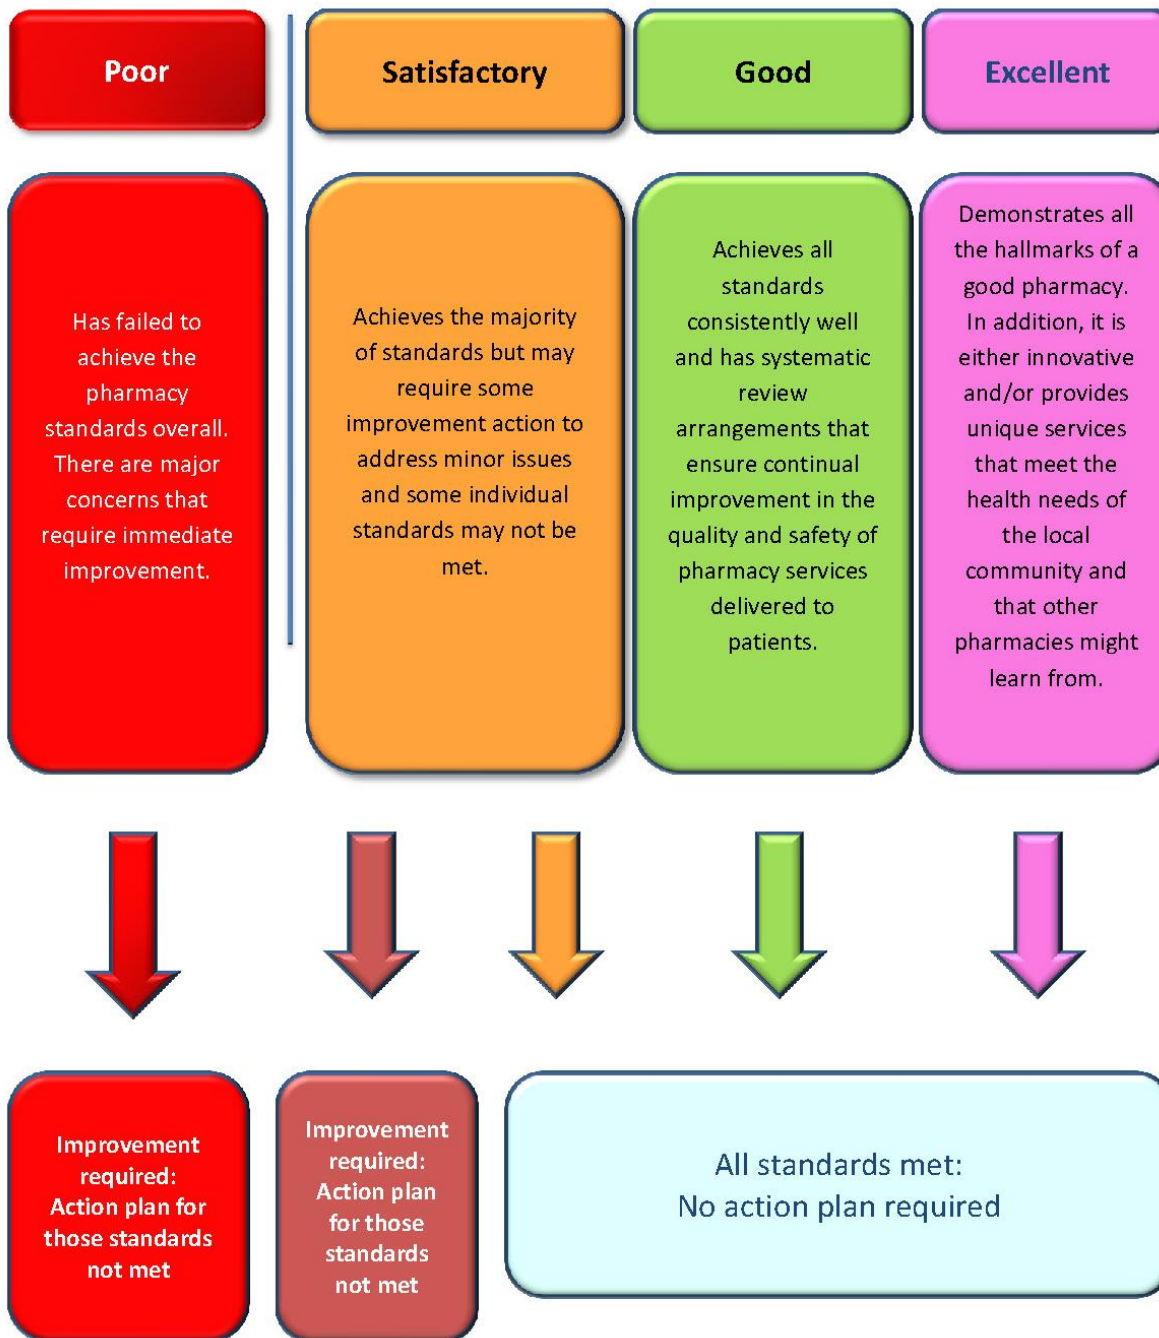 Poor
Satisfactory
Good
Excellent
Has failed to
achieve the
pharmacy
standards overall.
There are major
concerns that
require immediate
improvement.
Achieves the majority
of standards but may
require some
improvement action to
address minor issues
and some individual
standards may not be
met.
Achieves all
standards
consistently well
and has systematic
review
arrangements that
ensure continual
improvement in the
quality and safety of
pharmacy services
delivered to
patients.
Demonstrates all
the hallmarks of a
good pharmacy.
In addition, it is
either innovative
and/or provides
unique services
that meet the
health needs of
the local
community and
that other
pharmacies might
learn from.
Improvement
required:
Action plan for
those standards
not met
Improvement
required:
Action plan
for those
standards
not met
All standards met:
No action plan required